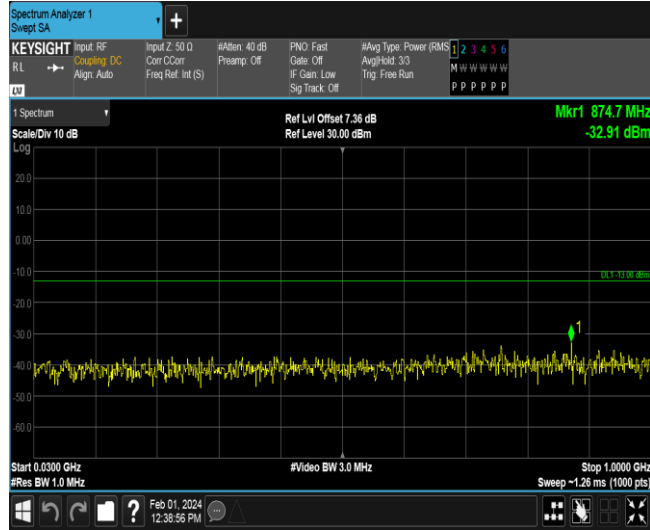 Spectrum Analyzer 1
Swept SA
+
KEYSIGHT
RL
LXI
Input: RF
Coupling: DC
Align: Auto
Input Z: 50 Ω
Corr CCorr
Freq Ref: Int (S)
#Atten: 40 dB
Preamp: Off
PNO: Fast
Gate: Off
IF Gain: Low
Sig Track: Off
#Avg Type: Power (RMS
Avg|Hold: 3/3
Trig: Free Run
1 2 3 4 5 6
M W W W W W
P P P P P P
1 Spectrum
Scale/Div 10 dB
Ref Lvl Offset 7.36 dB
Ref Level 30.00 dBm
Mkr1 874.7 MHz
-32.91 dBm
Log
20.0
10.0
0.00
-10.0
DL1 -13.00 dBm
-20.0
-30.0
1
-40.0
-50.0
-60.0
Start 0.0300 GHz
#Video BW 3.0 MHz
Stop 1.0000 GHz
#Res BW 1.0 MHz
Sweep ~1.26 ms (1000 pts)
?
Feb 01, 2024
12:38:56 PM